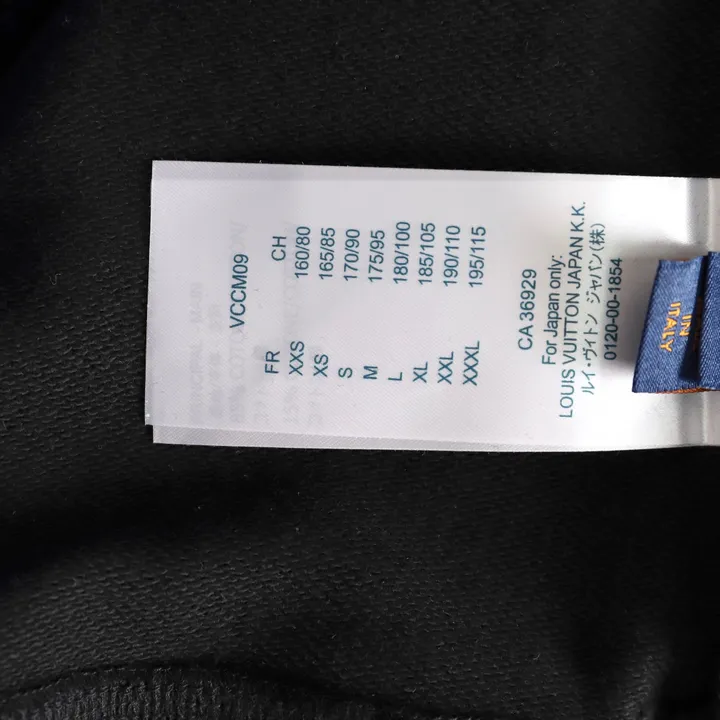 VCCM09
FR CH
XXS 160/80
XS 165/85
S 170/90
M 175/95
L 180/100
XL 185/105
XXL 190/110
XXXL 195/115
CA 36929
For Japan only:
LOUIS VUITTON JAPAN K.K.
ルイ・ヴィトン ジャパン(株)
0120-00-1854
IN
ITALY